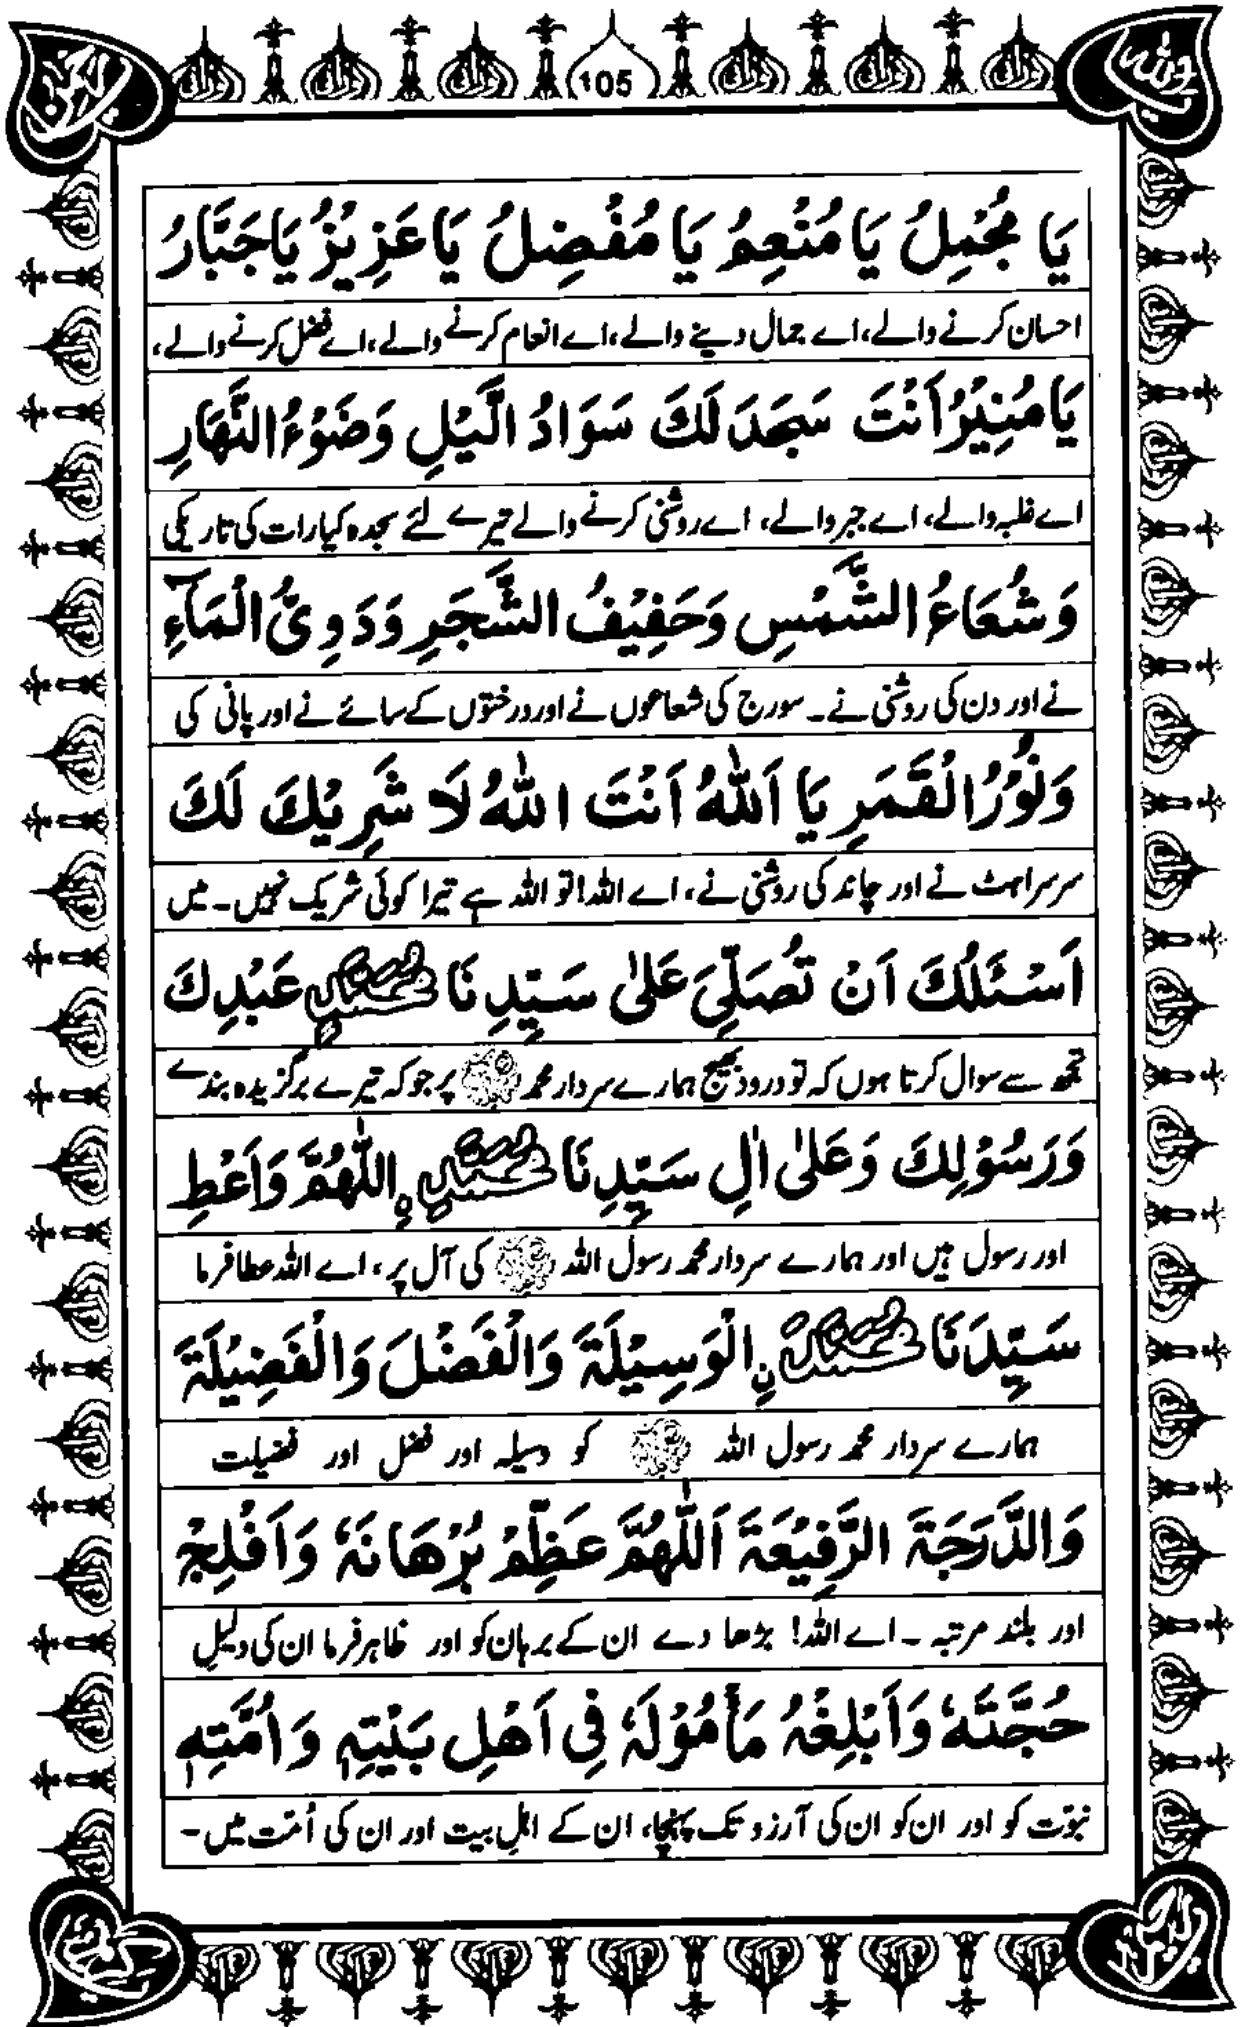 105
يَا مُجْمِلُ يَا مُنْعِمُ يَا مُفْضِلُ يَا عَزِيْزُ يَا جَبَّارُ
احسان کرنے والے، اے جمال دینے والے، اے انعام کرنے والے، اے فضل کرنے والے،
يَا مُنِيْرُ اَنْتَ سَجَدَ لَكَ سَوَادُ الَّيْلِ وَضَوْءُ النَّهَارِ
اے غلبہ والے، اے جبر والے، اے روشنی کرنے والے تیرے لئے سجدہ کیا رات کی تاریکی
وَشُعَاعُ الشَّمْسِ وَحَفِيْفُ الشَّجَرِ وَدَوِيُّ الْمَآءِ
نے اور دن کی روشنی نے۔ سورج کی شعاعوں نے اور درختوں کے سائے نے اور پانی کی
وَنُوْرُ الْقَمَرِ يَا اَللّٰهُ اَنْتَ اللّٰهُ لَا شَرِيْكَ لَكَ
سرسراہٹ نے اور چاند کی روشنی نے، اے اللہ! تو اللہ ہے تیرا کوئی شریک نہیں۔ میں
اَسْئَلُكَ اَنْ تُصَلِّيَ عَلٰى سَيِّدِنَا مُحَمَّدٍ عَبْدِكَ
تجھ سے سوال کرتا ہوں کہ تو درود بھیج ہمارے سردار محمد ﷺ پر جو کہ تیرے برگزیدہ بندے
وَرَسُوْلِكَ وَعَلٰى اٰلِ سَيِّدِنَا مُحَمَّدٍ ۰ اللّٰهُمَّ وَاَعْطِ
اور رسول ہیں اور ہمارے سردار محمد رسول اللہ ﷺ کی آل پر، اے اللہ عطا فرما
سَيِّدَنَا مُحَمَّدَ نِ الْوَسِيْلَةَ وَالْفَضْلَ وَالْفَضِيْلَةَ
ہمارے سردار محمد رسول اللہ ﷺ کو وسیلہ اور فضل اور فضیلت
وَالدَّرَجَةَ الرَّفِيْعَةَ اَللّٰهُمَّ عَظِّمْ بُرْهَانَهٗ وَاَفْلِجْ
اور بلند مرتبہ ۔ اے اللہ! بڑھا دے ان کے برہان کو اور ظاہر فرما ان کی دلیلِ
حُجَّتَهٗ وَاَبْلِغْهُ مَأْمُوْلَهٗ فِى اَهْلِ بَيْتِهٖ وَاُمَّتِهٖ
نبوّت کو اور ان کو ان کی آرزو تک پہنچا، ان کے اہلِ بیت اور ان کی اُمّت میں۔